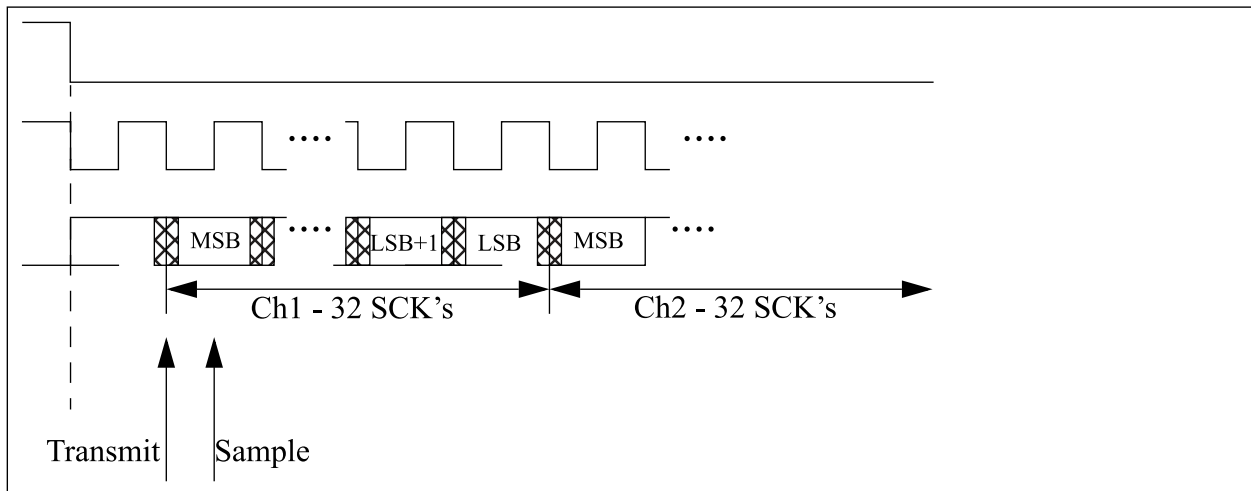 ....
....
MSB
....
LSB+1
LSB
MSB
....
Ch1 - 32 SCK's
Ch2 - 32 SCK's
Transmit
Sample